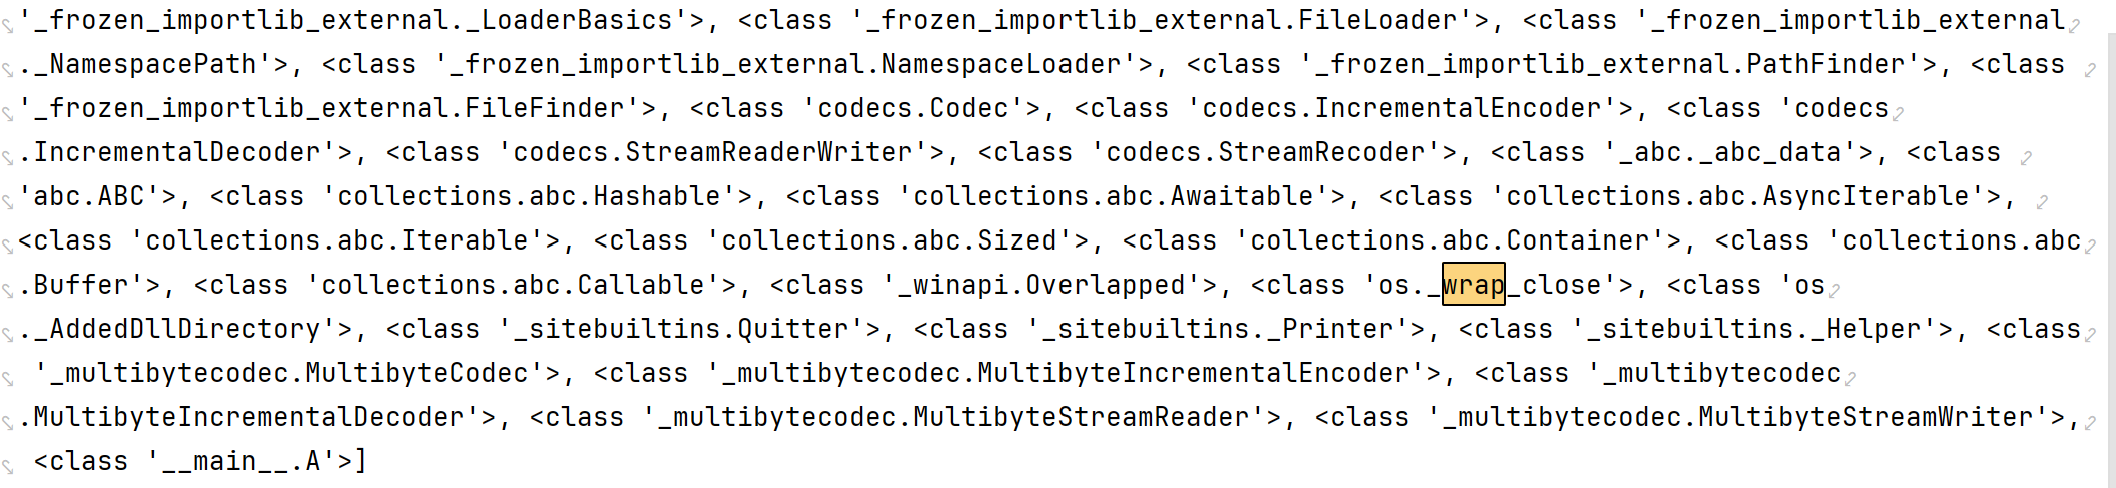 '_frozen_importlib_external._LoaderBasics'>, <class '_frozen_importlib_external.FileLoader'>, <class '_frozen_importlib_external
._NamespacePath'>, <class '_frozen_importlib_external.NamespaceLoader'>, <class '_frozen_importlib_external.PathFinder'>, <class
'_frozen_importlib_external.FileFinder'>, <class 'codecs.Codec'>, <class 'codecs.IncrementalEncoder'>, <class 'codecs
.IncrementalDecoder'>, <class 'codecs.StreamReaderWriter'>, <class 'codecs.StreamRecoder'>, <class '_abc._abc_data'>, <class
'abc.ABC'>, <class 'collections.abc.Hashable'>, <class 'collections.abc.Awaitable'>, <class 'collections.abc.AsyncIterable'>,
<class 'collections.abc.Iterable'>, <class 'collections.abc.Sized'>, <class 'collections.abc.Container'>, <class 'collections.abc
.Buffer'>, <class 'collections.abc.Callable'>, <class '_winapi.Overlapped'>, <class 'os._wrap_close'>, <class 'os
._AddedDllDirectory'>, <class '_sitebuiltins.Quitter'>, <class '_sitebuiltins._Printer'>, <class '_sitebuiltins._Helper'>, <class
'_multibytecodec.MultibyteCodec'>, <class '_multibytecodec.MultibyteIncrementalEncoder'>, <class '_multibytecodec
.MultibyteIncrementalDecoder'>, <class '_multibytecodec.MultibyteStreamReader'>, <class '_multibytecodec.MultibyteStreamWriter'>,
<class '__main__.A'>]